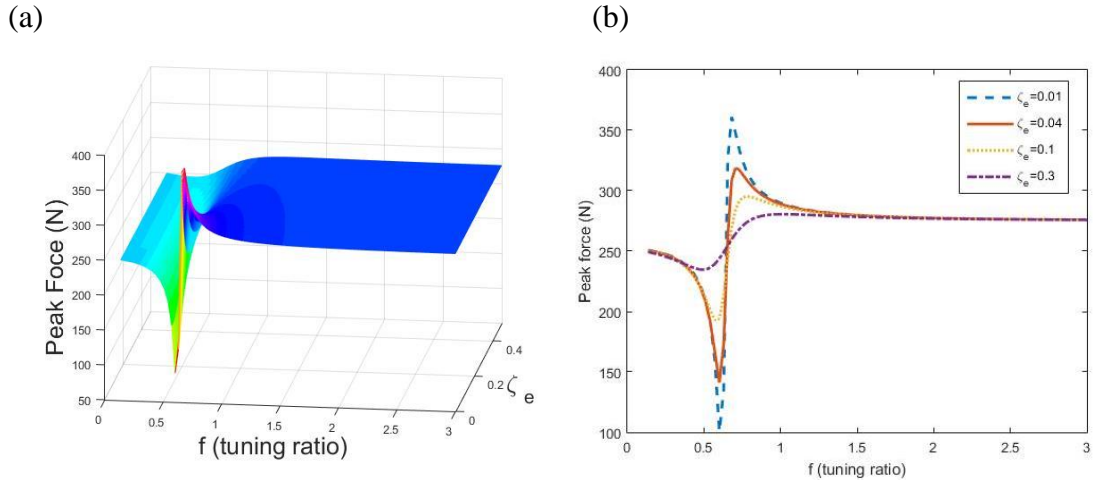 (a)
(b)
400
350
300
250
200
150
100
50
Peak Foce (N)
0
0.5
1
1.5
2
2.5
3
f (tuning ratio)
0
0.2
0.4
ζe
400
350
300
250
200
150
100
Peak force (N)
0
0.5
1
1.5
2
2.5
3
f (tuning ratio)
ζe=0.01
ζe=0.04
ζe=0.1
ζe=0.3